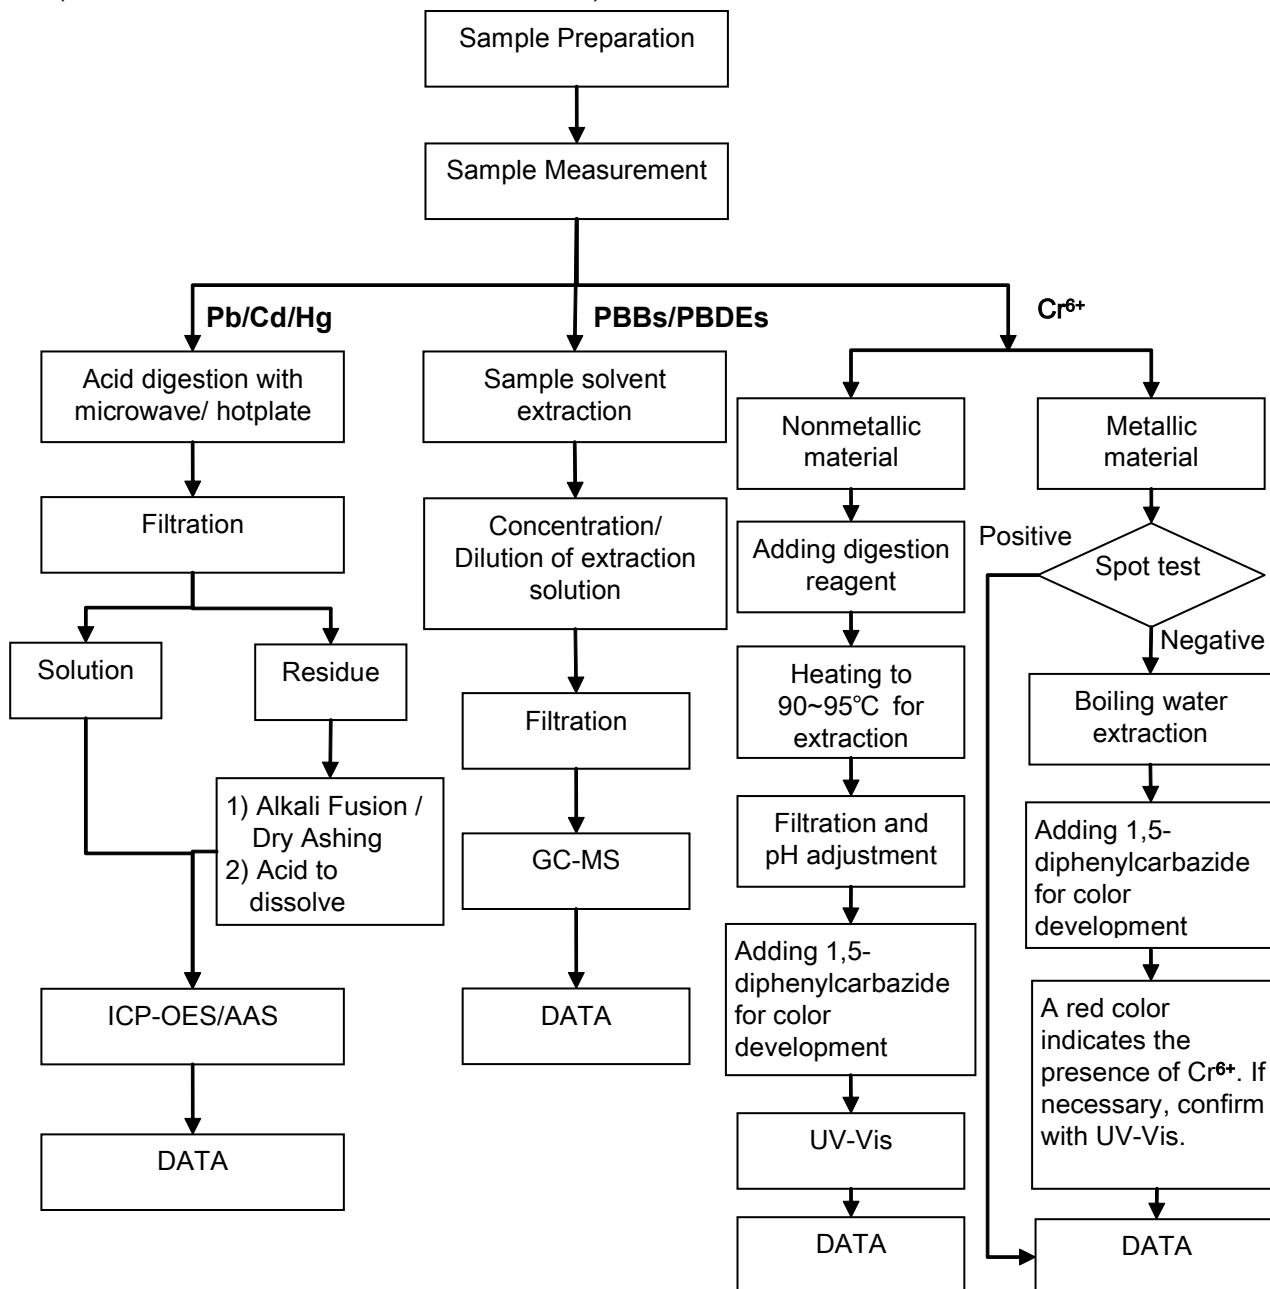 Sample Preparation
Sample Measurement
Pb/Cd/Hg
PBBs/PBDEs
Cr⁶⁺
Acid digestion with
microwave/ hotplate
Filtration
Solution
Residue
1) Alkali Fusion /
Dry Ashing
2) Acid to
dissolve
ICP-OES/AAS
DATA
Sample solvent
extraction
Concentration/
Dilution of extraction
solution
Filtration
GC-MS
DATA
Nonmetallic
material
Adding digestion
reagent
Heating to
90~95℃ for
extraction
Filtration and
pH adjustment
Adding 1,5-
diphenylcarbazide
for color
development
UV-Vis
DATA
Metallic
material
Positive
Spot test
Negative
Boiling water
extraction
Adding 1,5-
diphenylcarbazide
for color
development
A red color
indicates the
presence of Cr⁶⁺. If
necessary, confirm
with UV-Vis.
DATA